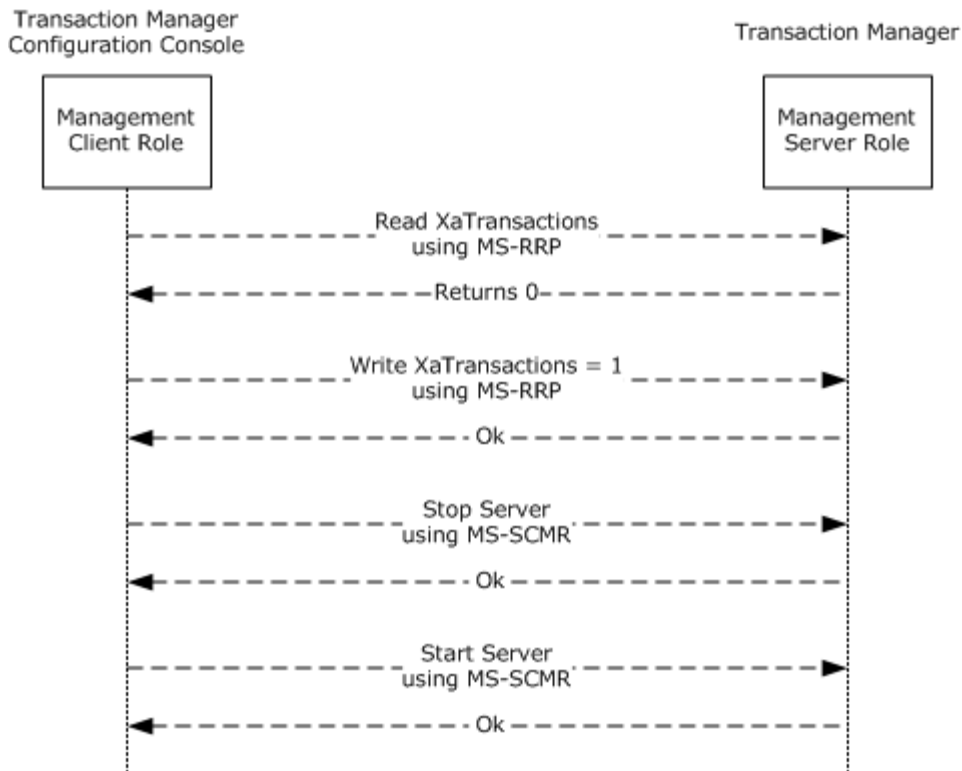 Transaction Manager
Configuration Console
Transaction Manager
Management
Client Role
Management
Server Role
Read XaTransactions
using MS-RRP
Returns 0
Write XaTransactions = 1
using MS-RRP
Ok
Stop Server
using MS-SCMR
Ok
Start Server
using MS-SCMR
Ok